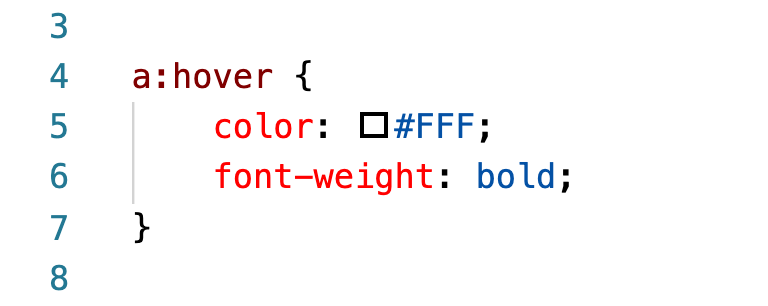 3
4 a:hover {
5 color: #FFF;
6 font-weight: bold;
7 }
8